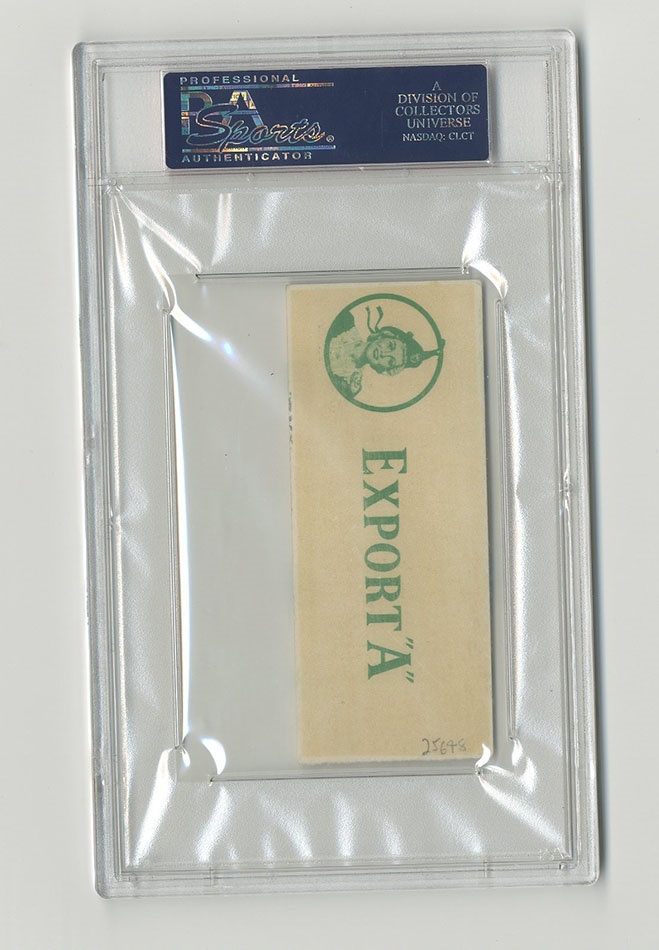 PROFESSIONAL
PSA
Sports®
AUTHENTICATOR
A
DIVISION OF
COLLECTORS
UNIVERSE
NASDAQ: CLCT
EXPORT "A"
25648